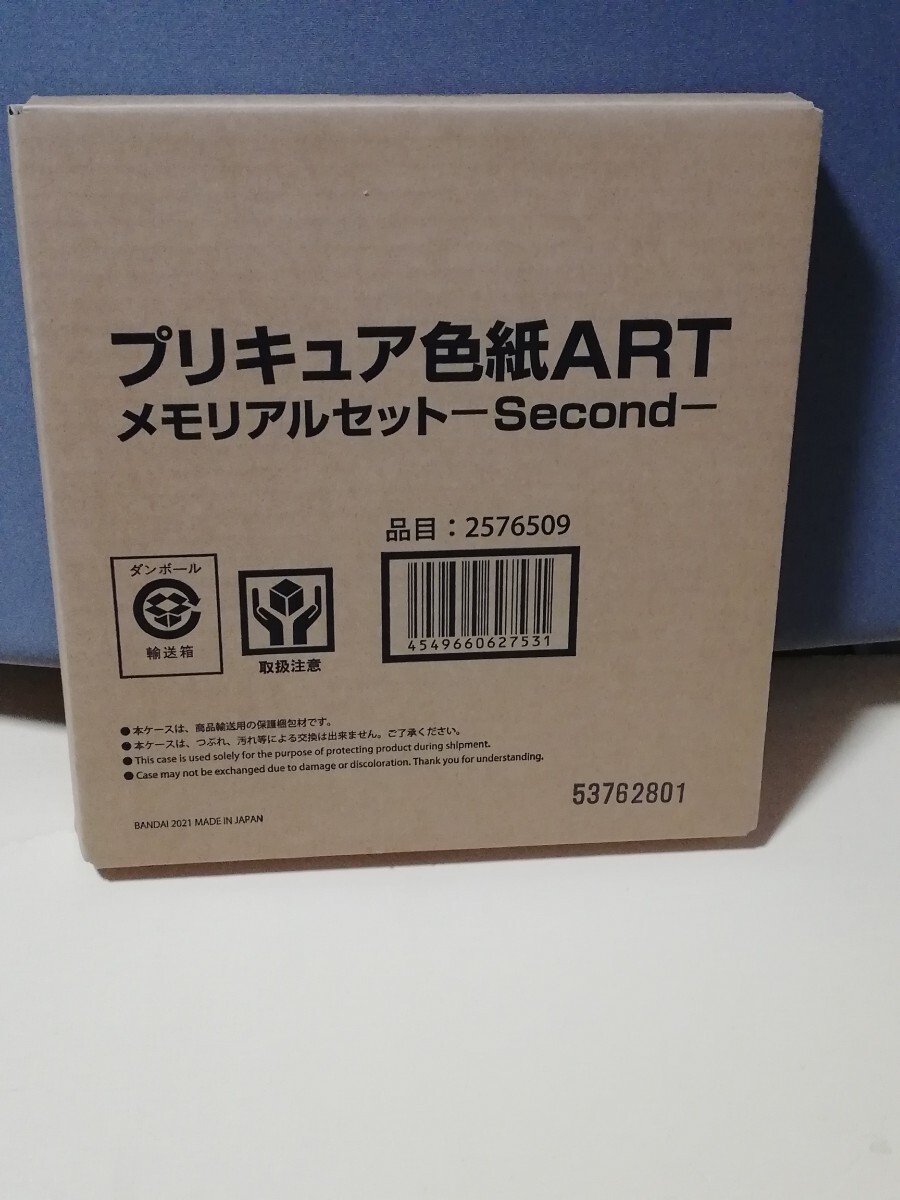 プリキュア色紙ART
メモリアルセットーSecondー
品目：2576509
ダンボール
輸送箱
取扱注意
4549660627531
●本ケースは、商品輸送用の保護梱包材です。
●本ケースは、つぶれ、汚れ等による交換は出来ません。ご了承ください。
●This case is used solely for the purpose of protecting product during shipment.
●Case may not be exchanged due to damage or discoloration. Thank you for understanding.
53762801
BANDAI 2021 MADE IN JAPAN